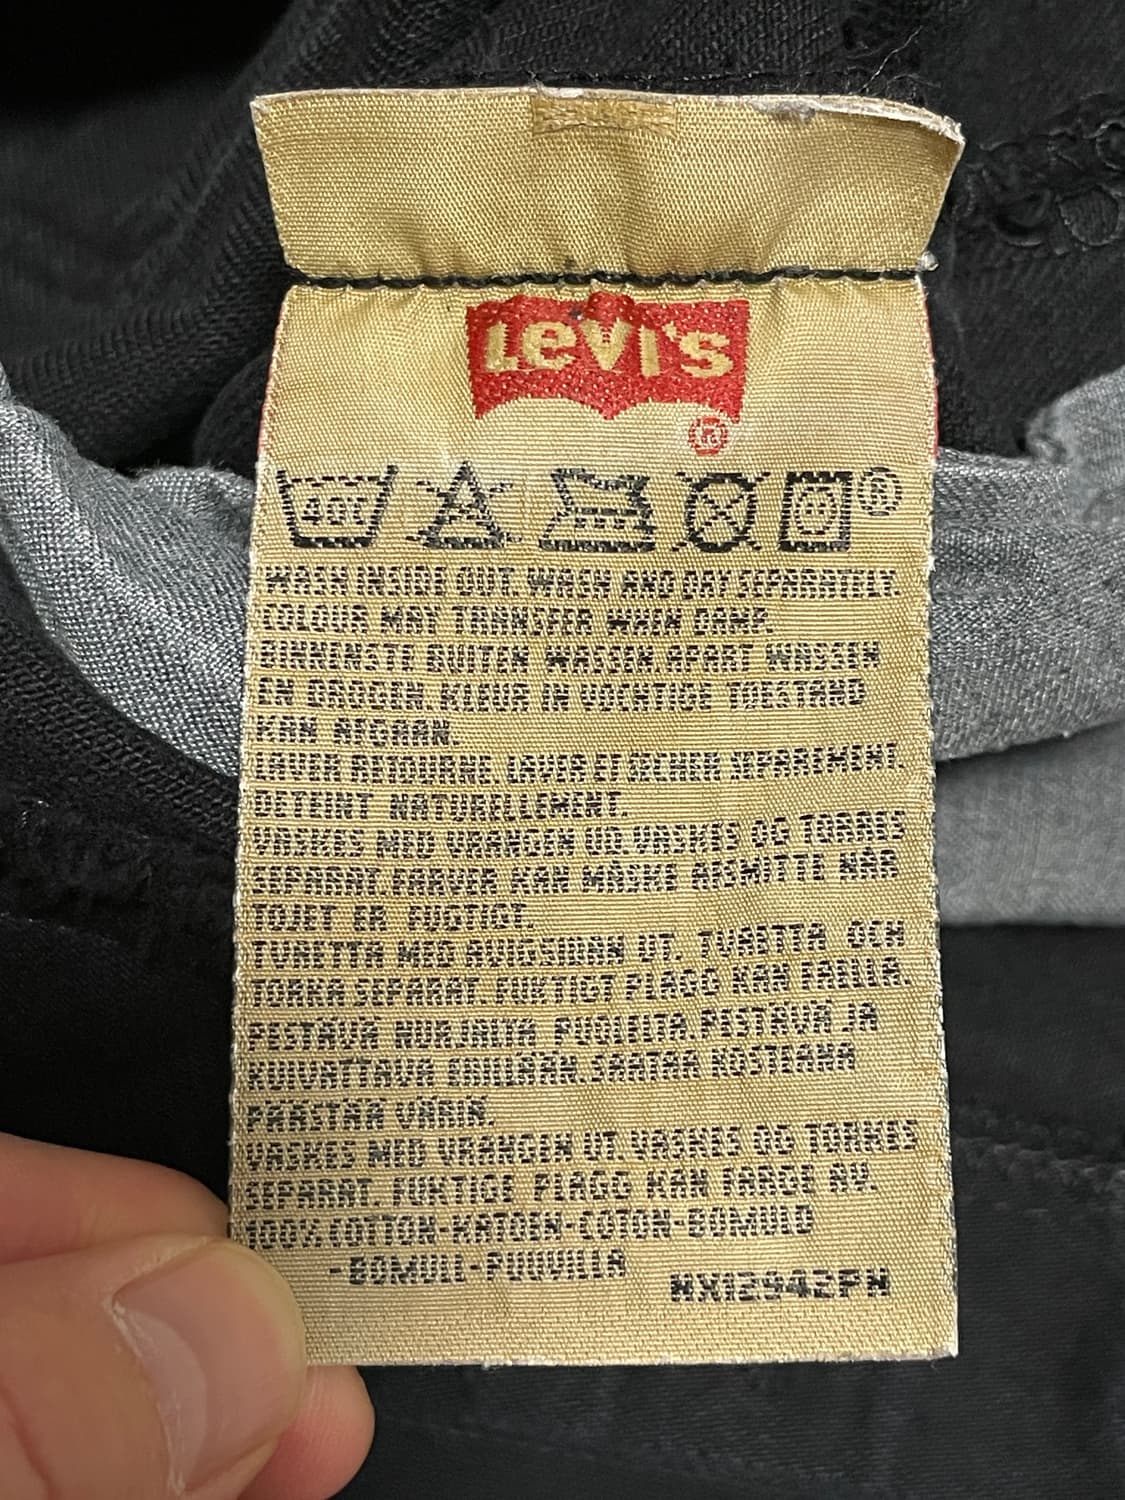 Levi's
®
40C
®
WASH INSIDE OUT. WASH AND DRY SEPARATELY.
COLOUR MAY TRANSFER WHEN DAMP.
BINNENSTE BUITEN WASSEN. APART WASSEN
EN DROGEN. KLEUR IN VOCHTIGE TOESTAND
KAN AFGAAN.
LAVER RETOURNE. LAVER ET SECHER SEPAREMENT.
DETEINT NATURELLEMENT.
VASKES MED VRANGEN UD. VASKES OG TØRRES
SEPARAT. FARVER KAN MÅSKE AFSMITTE NÅR
TØJET ER FUGTIGT.
TVÄTTA MED AVIGSIDAN UT. TVÄTTA OCH
TORKA SEPARAT. FUKTIGT PLAGG KAN FÄLLA.
PESTÄVÄ NURJALTA PUOLELTA. PESTÄVÄ JA
KUIVATTAVA ERILLÄÄN. SAATAA KOSTEANA
PÄÄSTÄÄ VÄRIÄ.
VASKES MED VRANGEN UT. VASKES OG TØRKES
SEPARAT. FUKTIGE PLAGG KAN FARGE AV.
100% COTTON-KATOEN-COTON-BOMULD
-BOMULL-PUUVILLA
NX12942PN